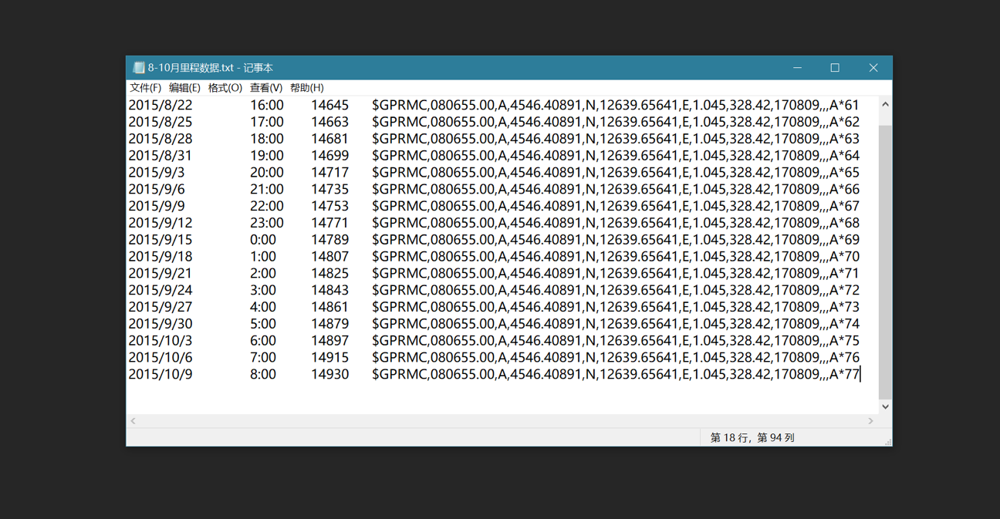 8-10月里程数据.txt - 记事本
文件(F) 编辑(E) 格式(O) 查看(V) 帮助(H)
2015/8/22 16:00 14645 $GPRMC,080655.00,A,4546.40891,N,12639.65641,E,1.045,328.42,170809,,,A*61
2015/8/25 17:00 14663 $GPRMC,080655.00,A,4546.40891,N,12639.65641,E,1.045,328.42,170809,,,A*62
2015/8/28 18:00 14681 $GPRMC,080655.00,A,4546.40891,N,12639.65641,E,1.045,328.42,170809,,,A*63
2015/8/31 19:00 14699 $GPRMC,080655.00,A,4546.40891,N,12639.65641,E,1.045,328.42,170809,,,A*64
2015/9/3 20:00 14717 $GPRMC,080655.00,A,4546.40891,N,12639.65641,E,1.045,328.42,170809,,,A*65
2015/9/6 21:00 14735 $GPRMC,080655.00,A,4546.40891,N,12639.65641,E,1.045,328.42,170809,,,A*66
2015/9/9 22:00 14753 $GPRMC,080655.00,A,4546.40891,N,12639.65641,E,1.045,328.42,170809,,,A*67
2015/9/12 23:00 14771 $GPRMC,080655.00,A,4546.40891,N,12639.65641,E,1.045,328.42,170809,,,A*68
2015/9/15 0:00 14789 $GPRMC,080655.00,A,4546.40891,N,12639.65641,E,1.045,328.42,170809,,,A*69
2015/9/18 1:00 14807 $GPRMC,080655.00,A,4546.40891,N,12639.65641,E,1.045,328.42,170809,,,A*70
2015/9/21 2:00 14825 $GPRMC,080655.00,A,4546.40891,N,12639.65641,E,1.045,328.42,170809,,,A*71
2015/9/24 3:00 14843 $GPRMC,080655.00,A,4546.40891,N,12639.65641,E,1.045,328.42,170809,,,A*72
2015/9/27 4:00 14861 $GPRMC,080655.00,A,4546.40891,N,12639.65641,E,1.045,328.42,170809,,,A*73
2015/9/30 5:00 14879 $GPRMC,080655.00,A,4546.40891,N,12639.65641,E,1.045,328.42,170809,,,A*74
2015/10/3 6:00 14897 $GPRMC,080655.00,A,4546.40891,N,12639.65641,E,1.045,328.42,170809,,,A*75
2015/10/6 7:00 14915 $GPRMC,080655.00,A,4546.40891,N,12639.65641,E,1.045,328.42,170809,,,A*76
2015/10/9 8:00 14930 $GPRMC,080655.00,A,4546.40891,N,12639.65641,E,1.045,328.42,170809,,,A*77
第 18 行，第 94 列